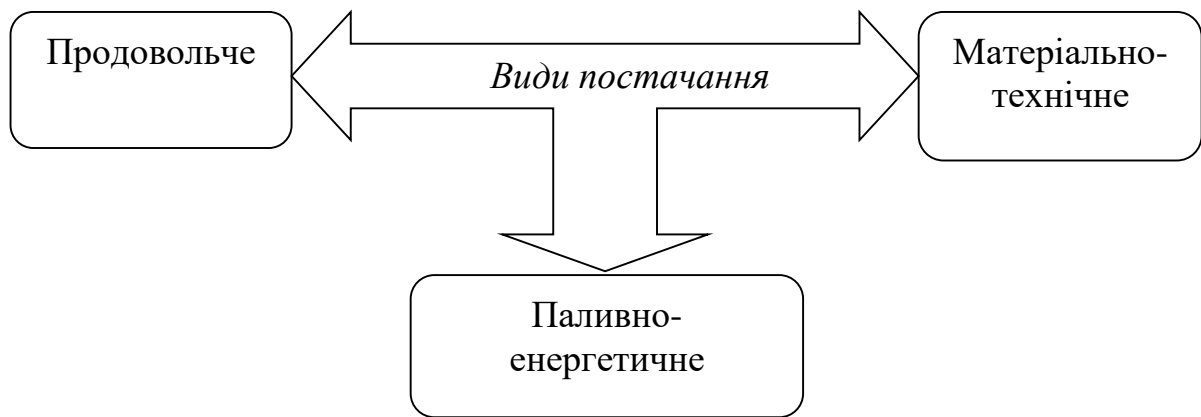 Продовольче
Види постачання
Матеріально-
технічне
Паливно-
енергетичне